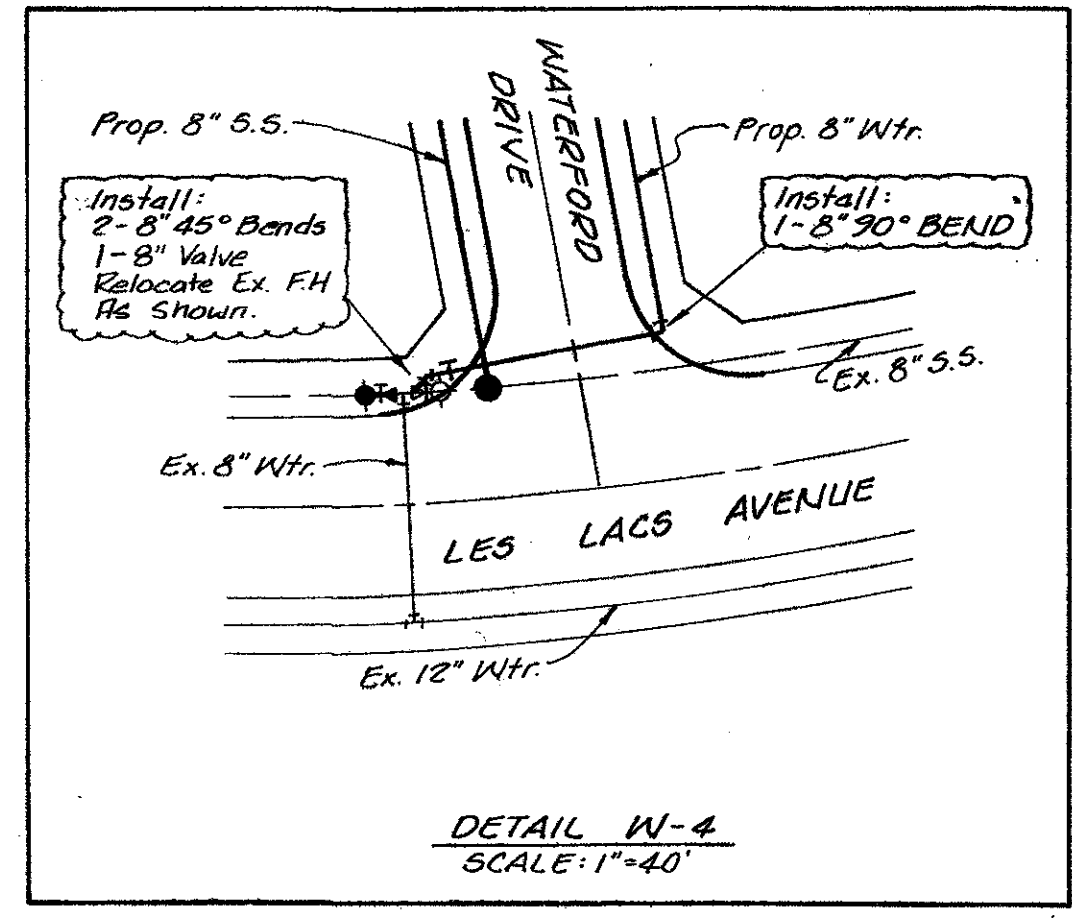 WATERFORD
DRIVE
Prop. 8" S.S.
Prop. 8" Wtr.
Install:
2-8" 45° Bends
1-8" Valve
Relocate Ex. F.H
As Shown.
Install:
1-8" 90° BEND
Ex. 8" S.S.
Ex. 8" Wtr.
LES LACS AVENUE
Ex. 12" Wtr.
DETAIL W-4
SCALE: 1"=40'